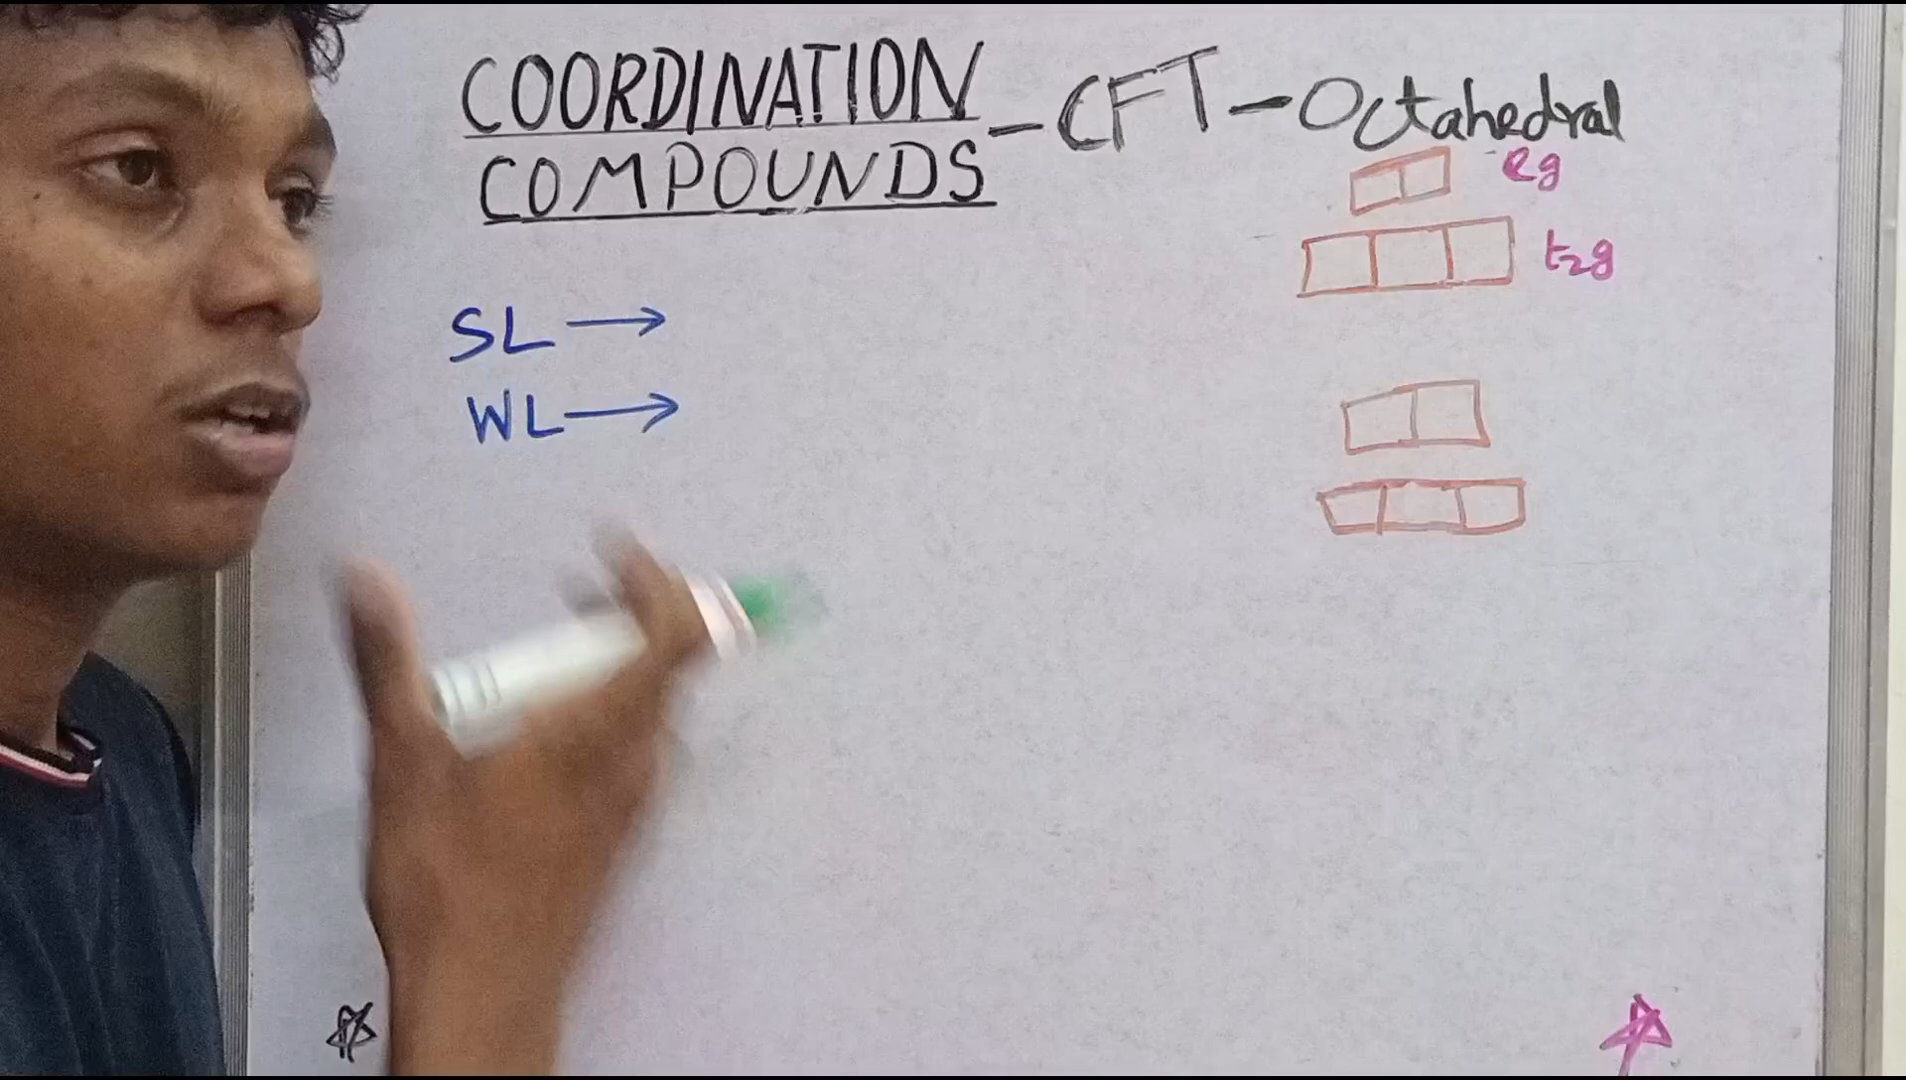 COORDINATION
COMPOUNDS - CFT - Octahedral
eg
t2g
SL →
WL →